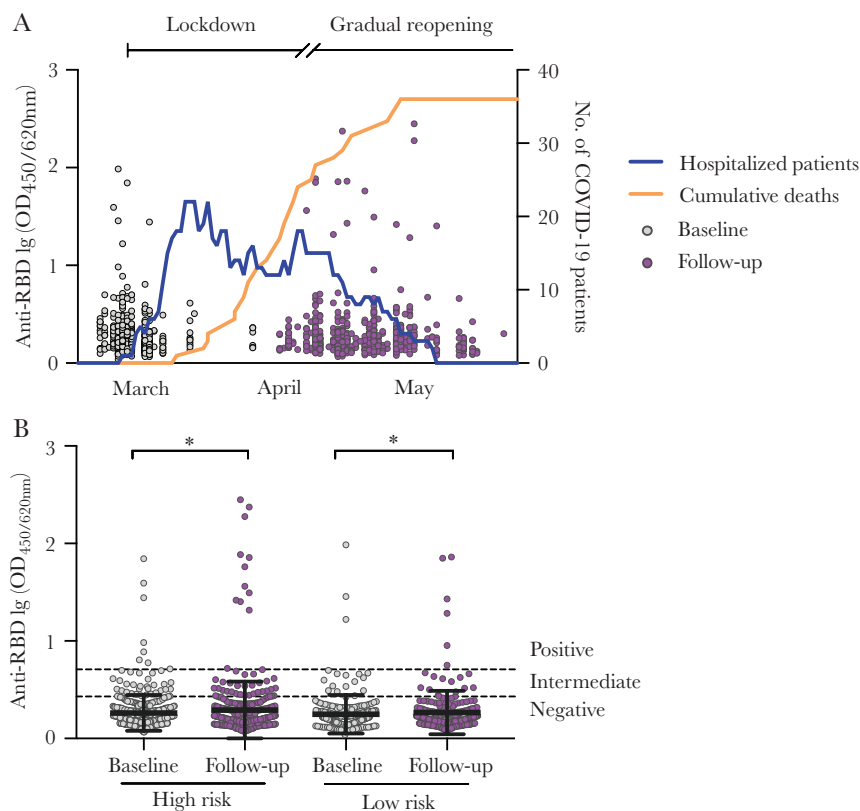 A
Lockdown
Gradual reopening
Anti-RBD Ig (OD450/620nm)
3
2
1
0
March
April
May
40
30
20
10
0
No. of COVID-19 patients
Hospitalized patients
Cumulative deaths
Baseline
Follow-up
B
Anti-RBD Ig (OD450/620nm)
3
2
1
0
*
*
Positive
Intermediate
Negative
Baseline Follow-up Baseline Follow-up
High risk Low risk